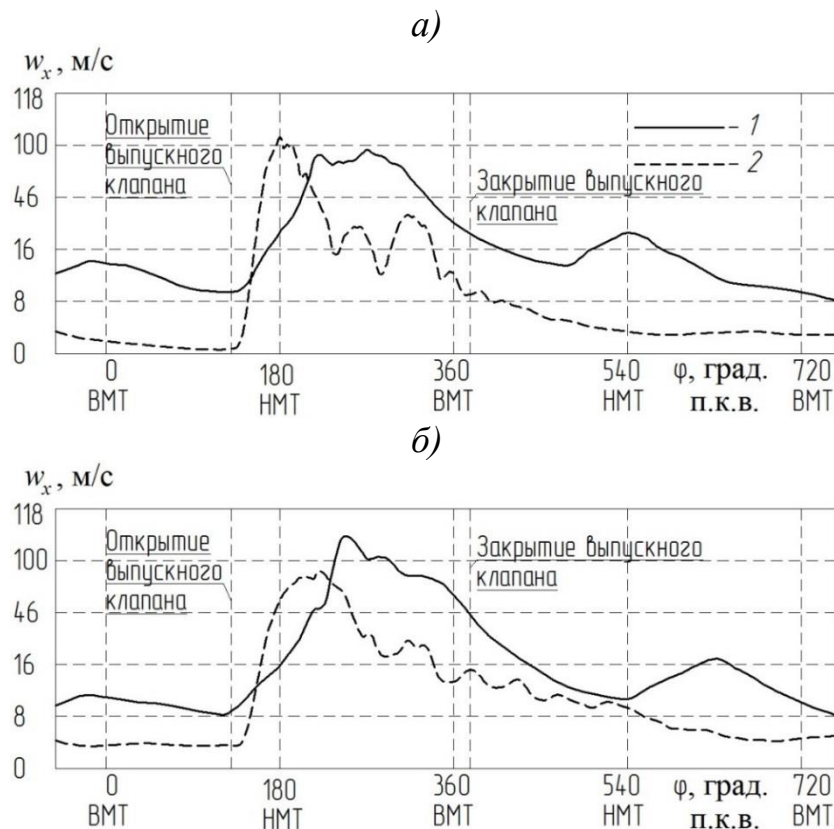 а)
wₓ, м/с
118
100
46
16
8
0
Открытие
выпускного
клапана
1
2
Закрытие выпускного
клапана
0 180 360 540 φ, град. 720
ВМТ НМТ ВМТ НМТ п.к.в. ВМТ
б)
wₓ, м/с
118
100
46
16
8
0
Открытие
выпускного
клапана
Закрытие выпускного
клапана
0 180 360 540 φ, град. 720
ВМТ НМТ ВМТ НМТ п.к.в. ВМТ